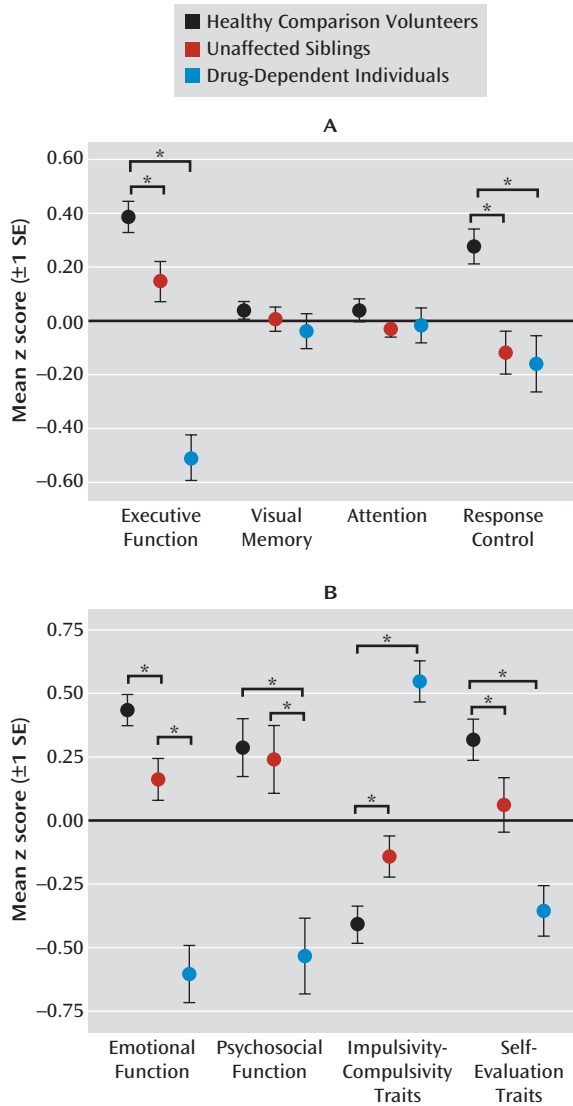 Healthy Comparison Volunteers
Unaffected Siblings
Drug-Dependent Individuals
A
Mean z score (±1 SE)
0.60
0.40
0.20
0.00
−0.20
−0.40
−0.60
*
*
*
*
Executive
Function
Visual
Memory
Attention
Response
Control
B
Mean z score (±1 SE)
0.75
0.50
0.25
0.00
−0.25
−0.50
−0.75
*
*
*
*
*
*
*
*
Emotional
Function
Psychosocial
Function
Impulsivity-
Compulsivity
Traits
Self-
Evaluation
Traits